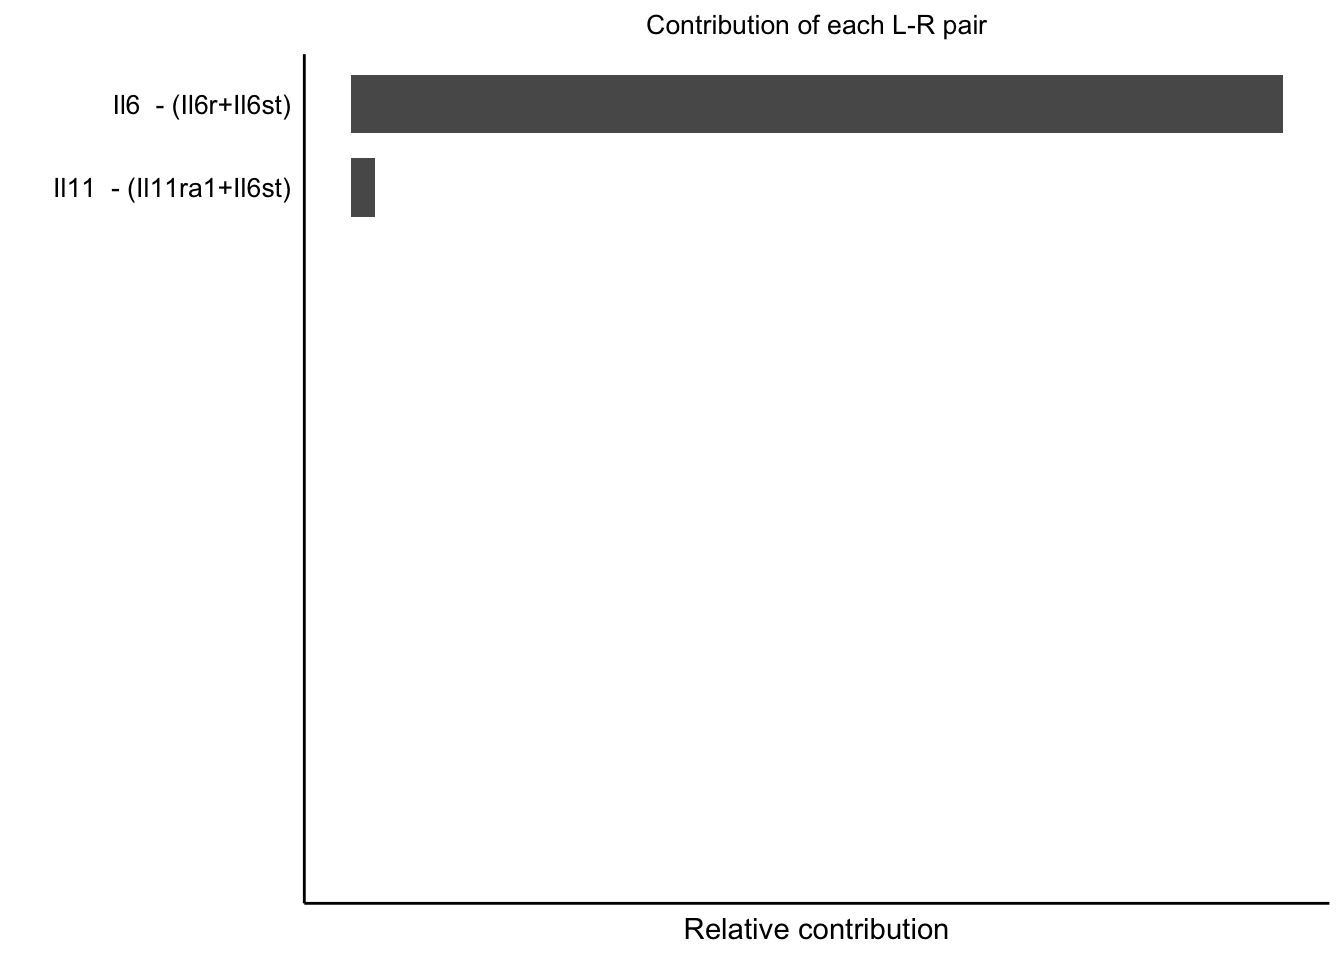 Contribution of each L-R pair
Il6  - (Il6r+Il6st)
Il11  - (Il11ra1+Il6st)
Relative contribution